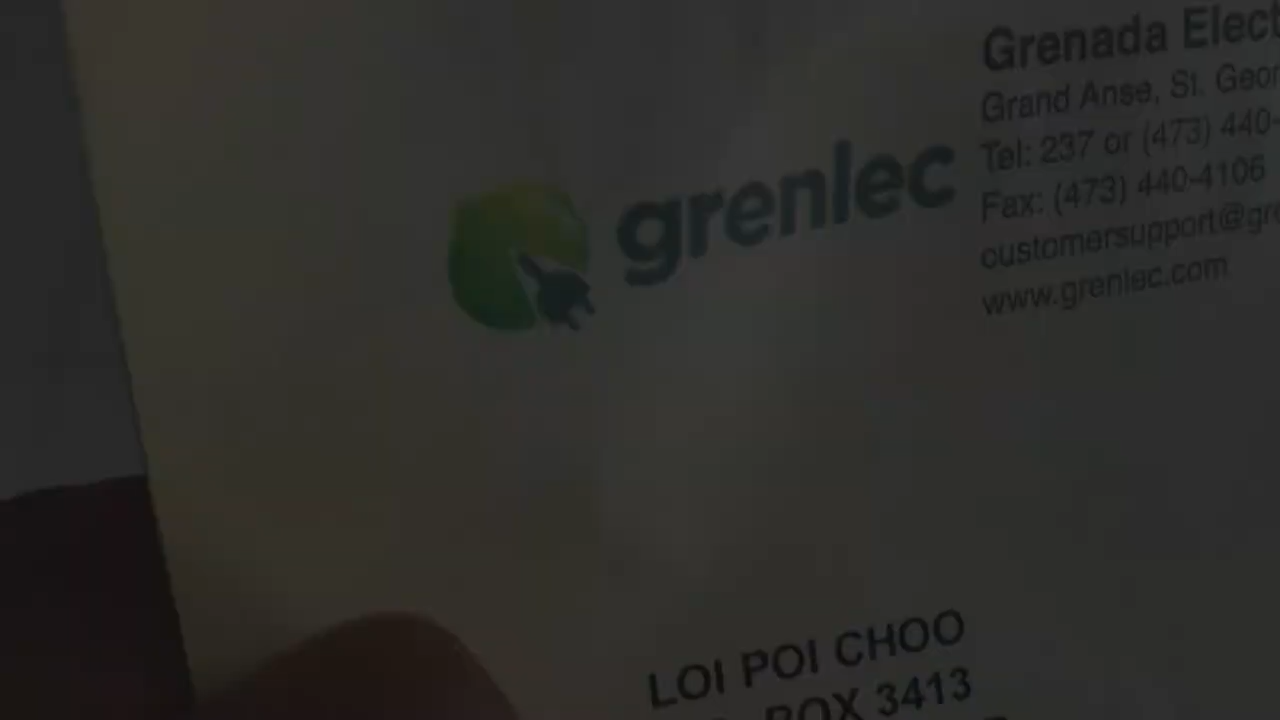 grenlec
Grenada Elect
Grand Anse, St. Geor
Tel: 237 or (473) 440-
Fax: (473) 440-4106
customersupport@gre
www.grenlec.com
LOI POI CHOO
BOX 3413